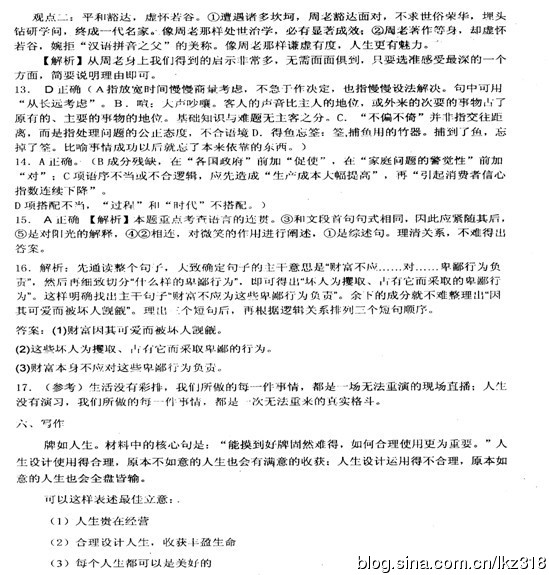 观点二：平和豁达，虚怀若谷。①遭遇诸多坎坷，周老豁达面对，不求世俗荣华，埋头
钻研学问，终成一代名家。像周老那样处世治学，必有显著成效；②周老著作等身，却虚怀
若谷，婉拒“汉语拼音之父”的美称。像周老那样谦虚有度，人生更有魅力。
【解析】从周老身上我们得到的启示非常多，无需面面俱到，只要选准感受最深的一个
方面，简要说明理由即可。
13． D 正确（A 指放宽时间慢慢商量考虑，不急于作决定，也指慢慢设法解决。句中可用
“从长远考虑”。B．喧：大声吵嚷。客人的声音比主人的地位，或外来的次要的事物占了
原有的、主要的事物的地位。基础知识与难题无主客之分。C．“不偏不倚”并非指交往距
离，而是指处理问题的公正态度，不合语境 D．得鱼忘筌：筌,捕鱼用的竹器。捕到了鱼，忘
掉了筌。比喻事情成功以后就忘了本来依靠的东西。）
14．A 正确。（B 成分残缺，在“各国政府”前加“促使”，在“家庭问题的警觉性”前加
“对”；C 项语序不当或不合逻辑，应先造成“生产成本大幅提高”，再“引起消费者信心
指数连续下降”。
D 项搭配不当，“过程”和“时代”不搭配。）
15． A 正确 【解析】本题重点考查语言的连贯。③和文段首句句式相同，因此应紧随其后，
⑤是对阳光的解释，④②相连，对微笑的作用进行阐述，①是综述句。理清关系，不难得出
答案。
16．解析：先通读整个句子，大致确定句子的主干意思是“财富不应……对……卑鄙行为负
责”，然后再细致切分“什么样的卑鄙行为”，即可得出“坏人为攫取、占有它而采取的卑鄙行
为”。这样明确找出主干句子“财富不应为这些卑鄙行为负责”。余下的成分就不难整理出“因
其可爱而被坏人觊觎”。理出三个短句后，再根据逻辑关系排列三个短句顺序。
答案：(1)财富因其可爱而被坏人觊觎。
(2)这些坏人为攫取、占有它而采取卑鄙的行为。
(3)财富本身不应对这些卑鄙行为负责。
17．（参考）生活没有彩排，我们所做的每一件事情，都是一场无法重演的现场直播；人生
没有演习，我们所做的每一件事情，都是一次无法重来的真实格斗。
六、写作
牌如人生。材料中的核心句是：“能摸到好牌固然难得，如何合理使用更为重要。”人
生设计使用得合理，原本不如意的人生也会有满意的收获；人生设计运用得不合理，原本如
意的人生也会全盘皆输。
可以这样表述最佳立意：
（1）人生贵在经营
（2）合理设计人生，收获丰盈生命
（3）每个人生都可以是美好的
blog.sina.com.cn/lkz318